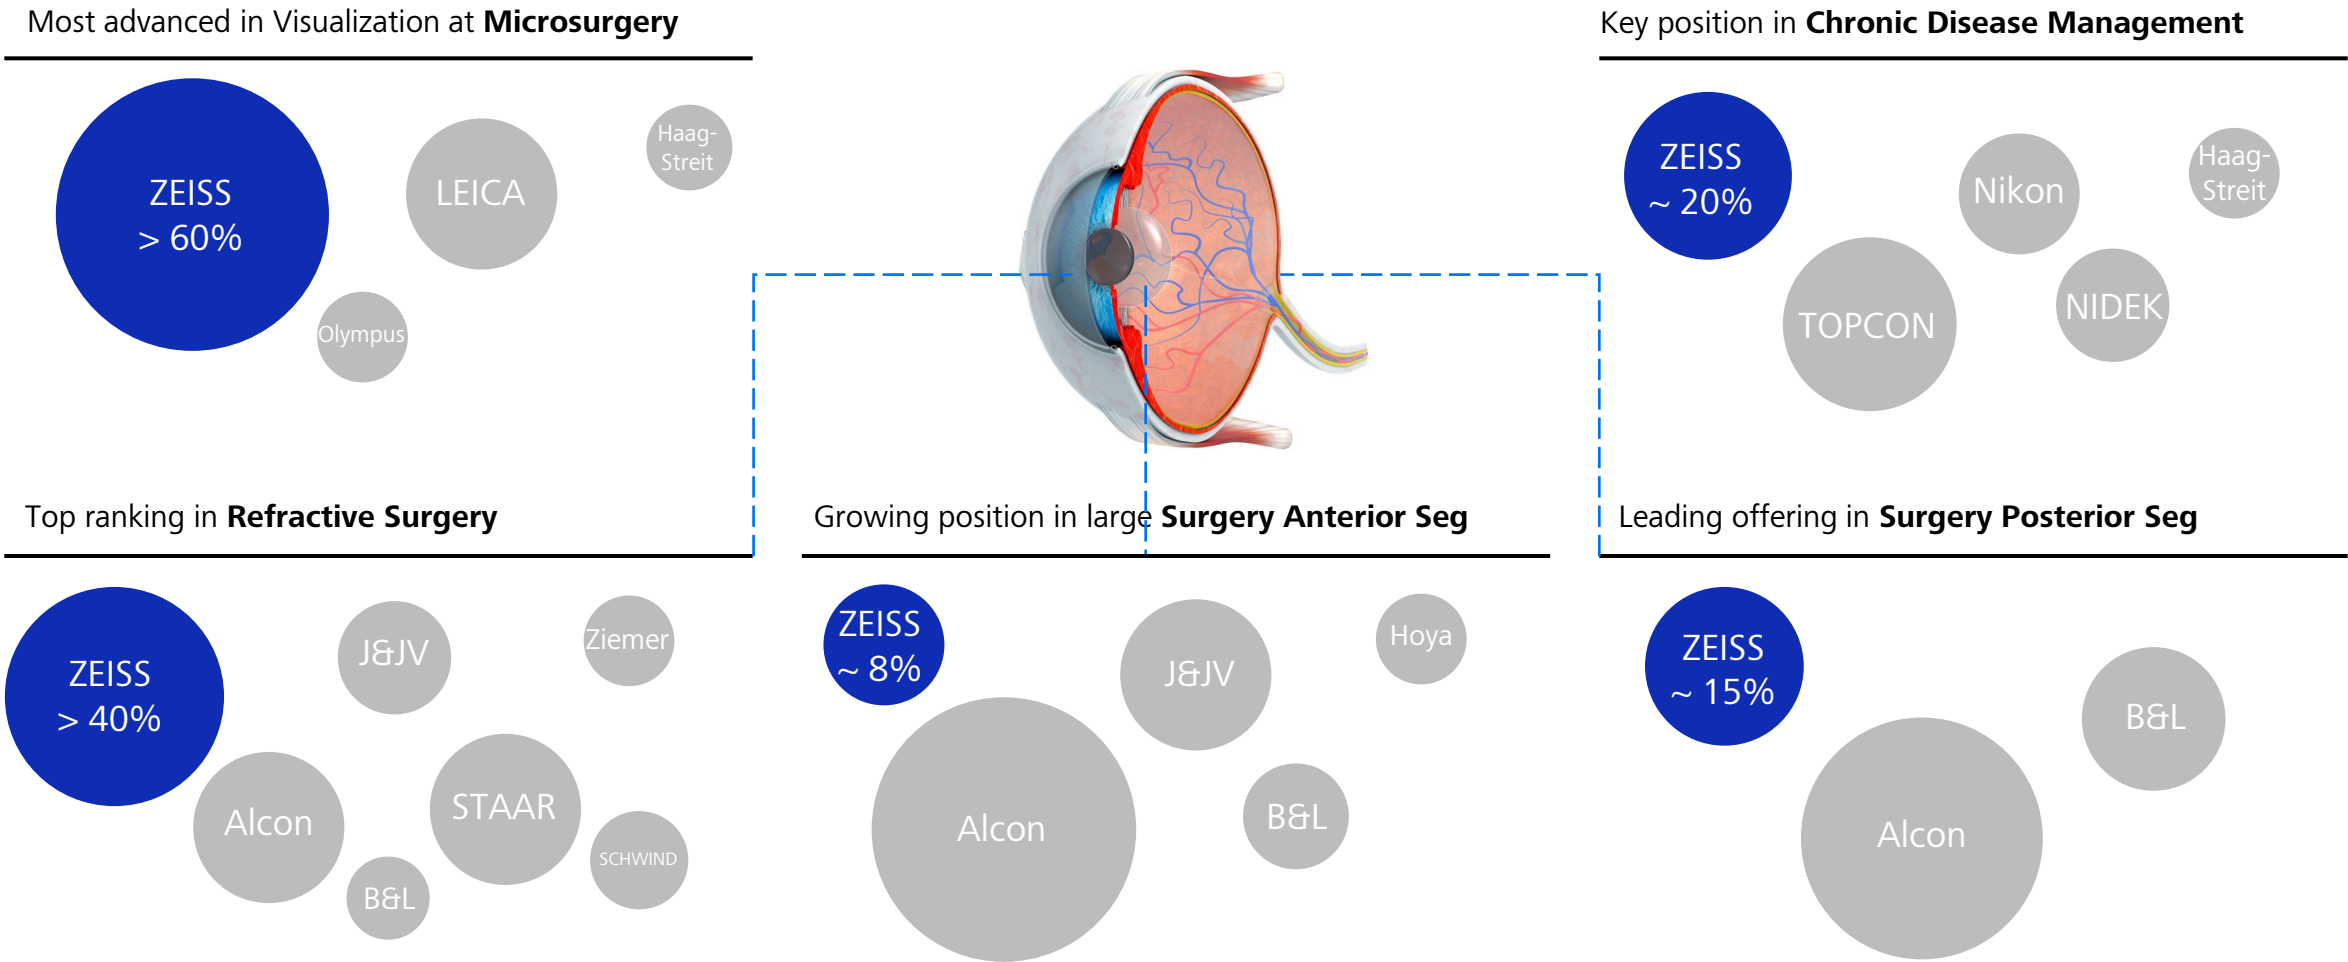 Most advanced in Visualization at Microsurgery
ZEISS
> 60%
LEICA
Haag-
Streit
Olympus
Key position in Chronic Disease Management
ZEISS
~ 20%
Nikon
Haag-
Streit
TOPCON
NIDEK
Top ranking in Refractive Surgery
ZEISS
> 40%
J&JV
Ziemer
Alcon
STAAR
SCHWIND
B&L
Growing position in large Surgery Anterior Seg
ZEISS
~ 8%
J&JV
Hoya
Alcon
B&L
Leading offering in Surgery Posterior Seg
ZEISS
~ 15%
B&L
Alcon